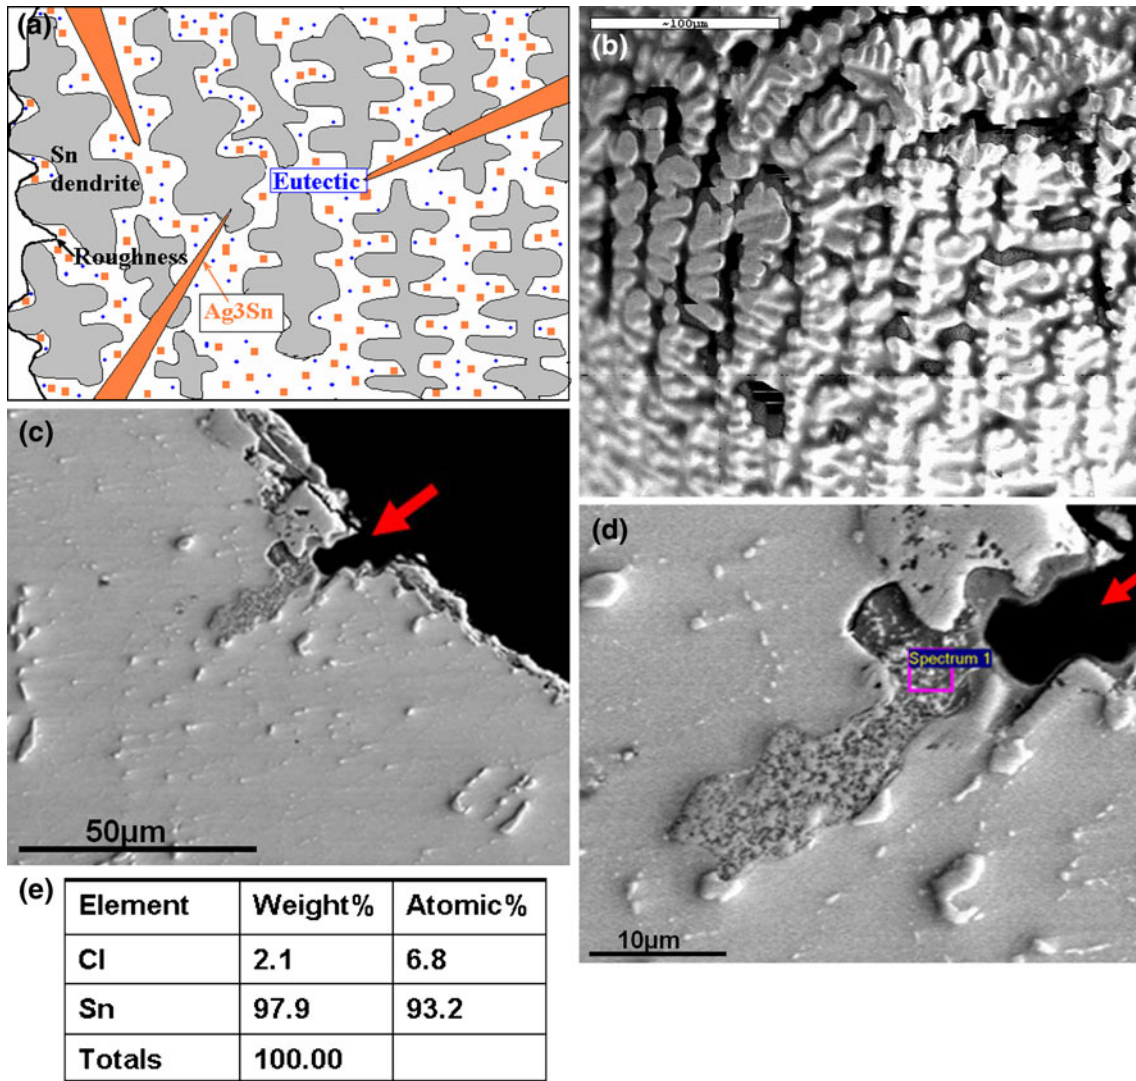 (a)
Sn
dendrite
Eutectic
Roughness
Ag3Sn
(b)
~100µm
(c)
50µm
(d)
Spectrum 1
10µm
(e)
Element Weight% Atomic%
Cl 2.1 6.8
Sn 97.9 93.2
Totals 100.00